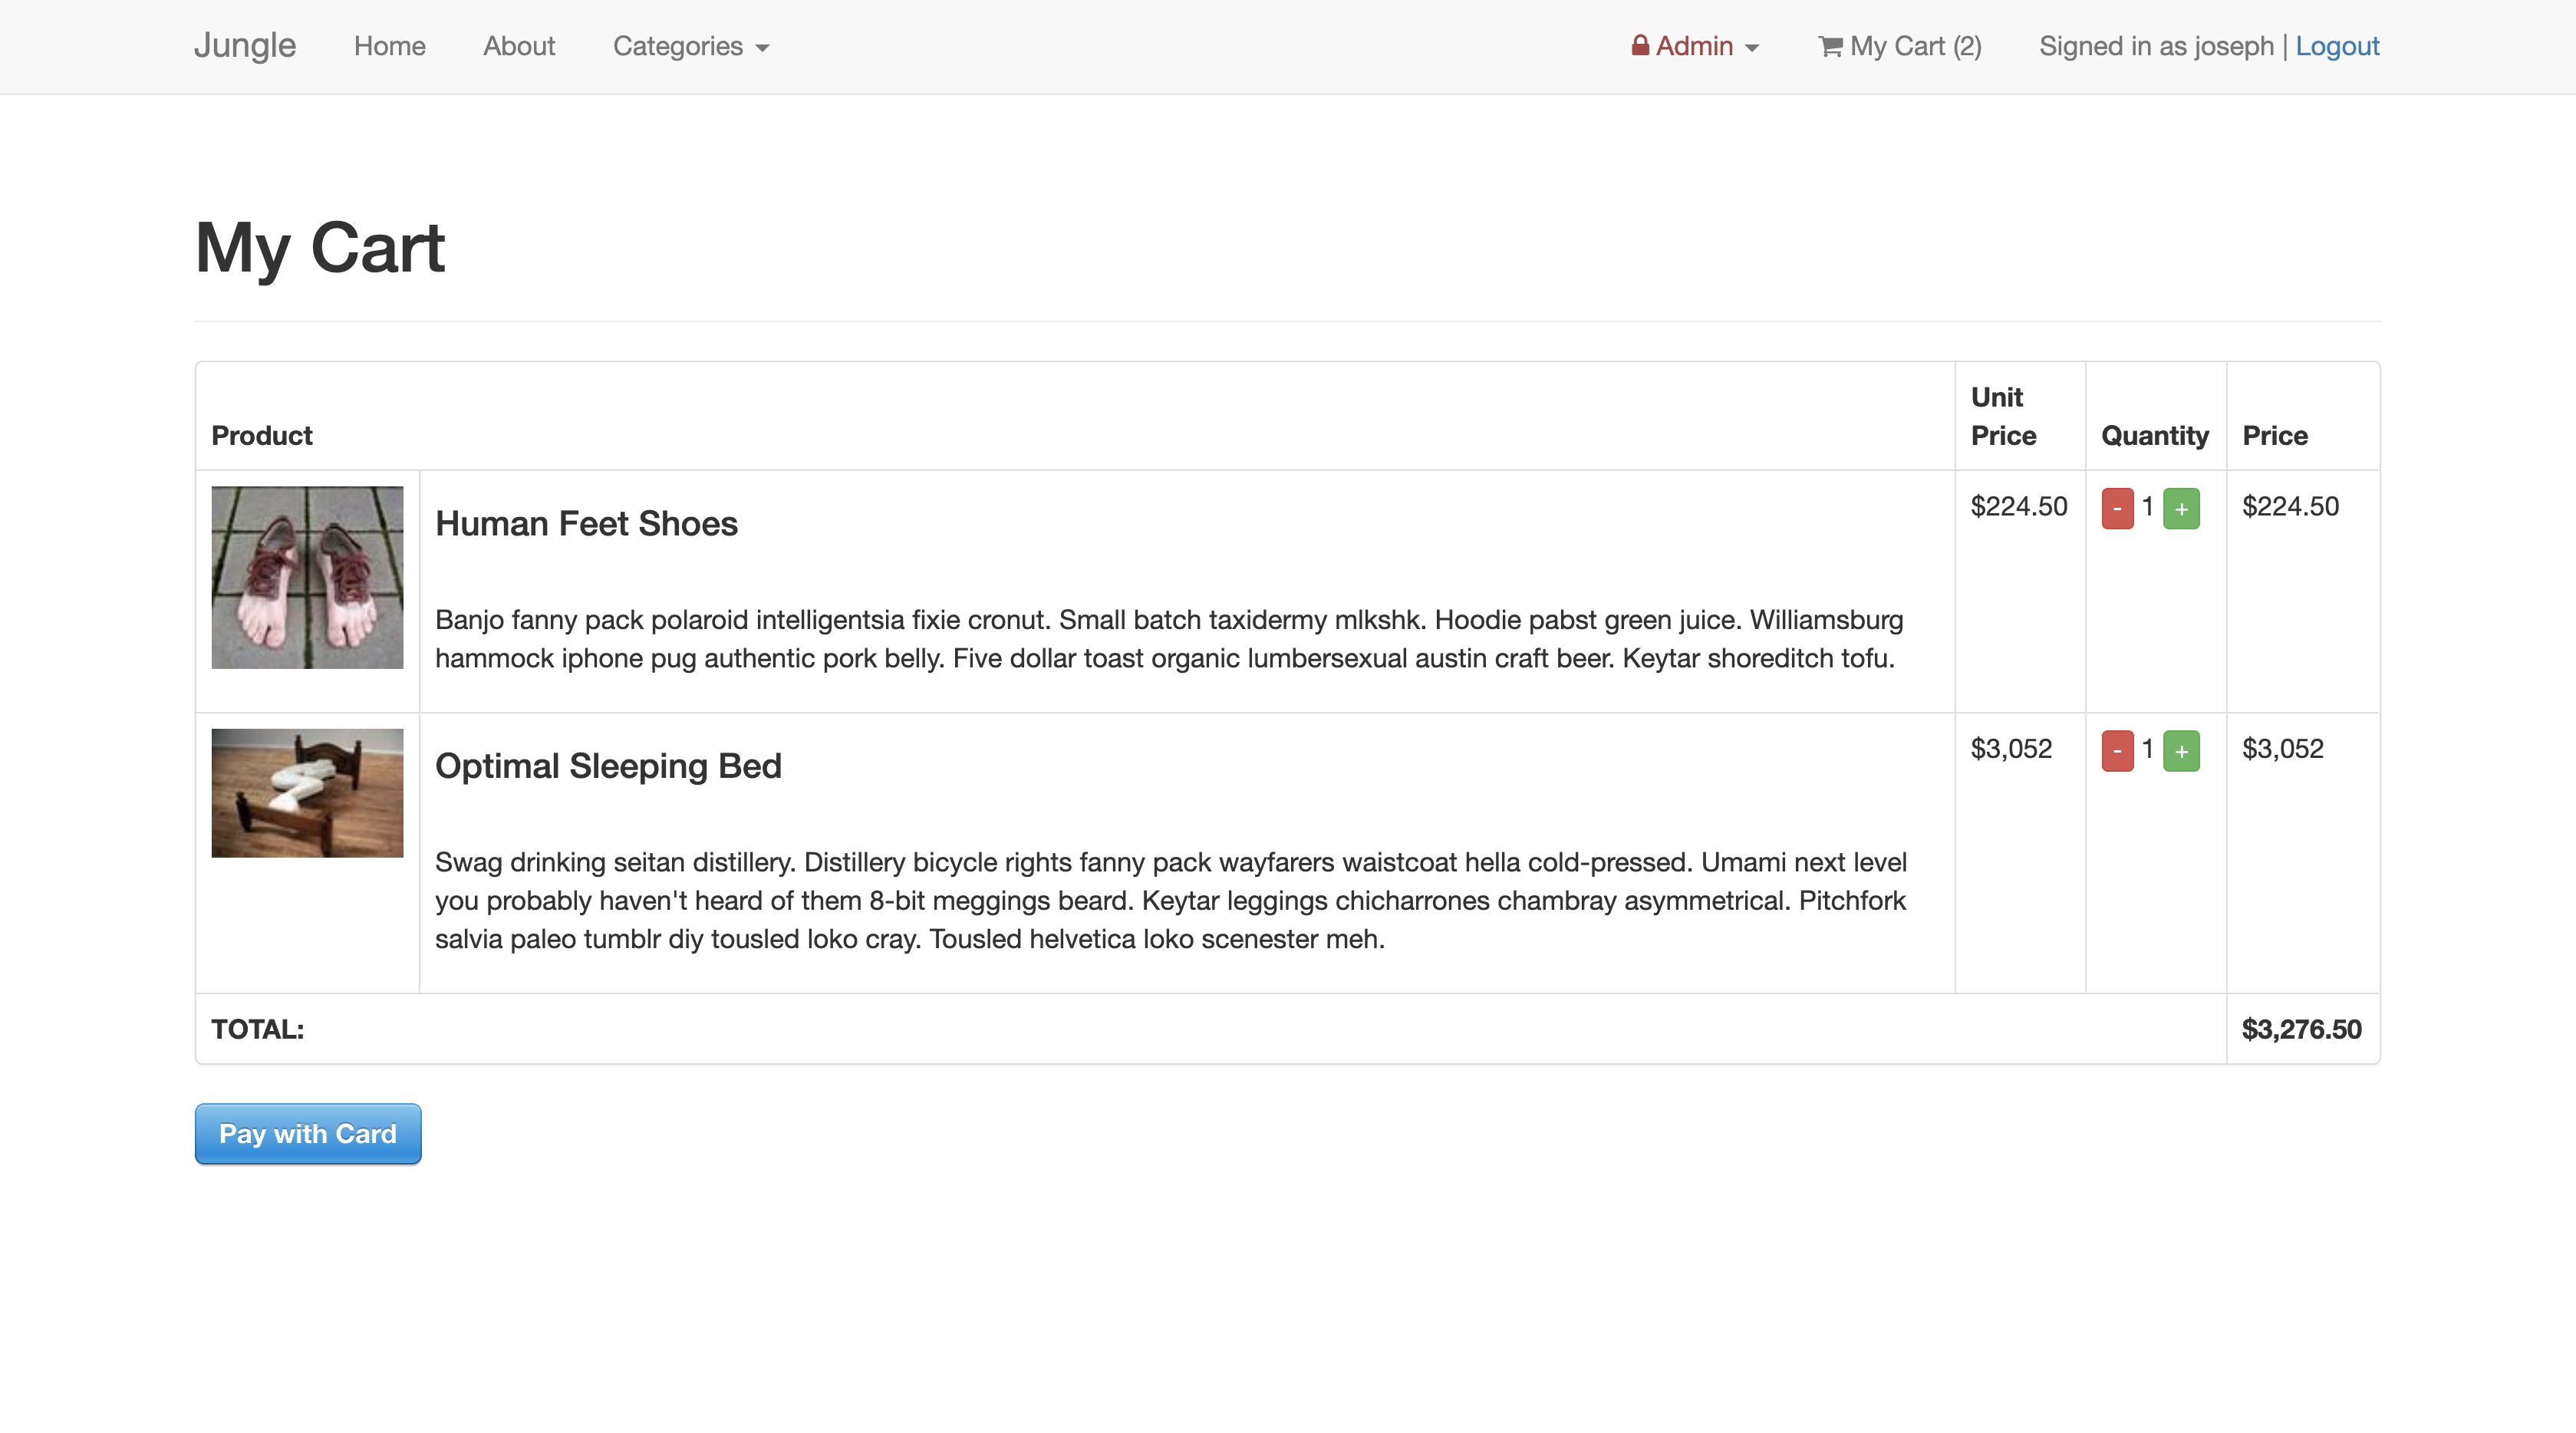 Jungle Home About Categories Admin My Cart (2) Signed in as joseph | Logout
My Cart
Product Unit Price Quantity Price
Human Feet Shoes $224.50 - 1 + $224.50
Banjo fanny pack polaroid intelligentsia fixie cronut. Small batch taxidermy mlkshk. Hoodie pabst green juice. Williamsburg
hammock iphone pug authentic pork belly. Five dollar toast organic lumbersexual austin craft beer. Keytar shoreditch tofu.
Optimal Sleeping Bed $3,052 - 1 + $3,052
Swag drinking seitan distillery. Distillery bicycle rights fanny pack wayfarers waistcoat hella cold-pressed. Umami next level
you probably haven't heard of them 8-bit meggings beard. Keytar leggings chicharrones chambray asymmetrical. Pitchfork
salvia paleo tumblr diy tousled loko cray. Tousled helvetica loko scenester meh.
TOTAL: $3,276.50
Pay with Card